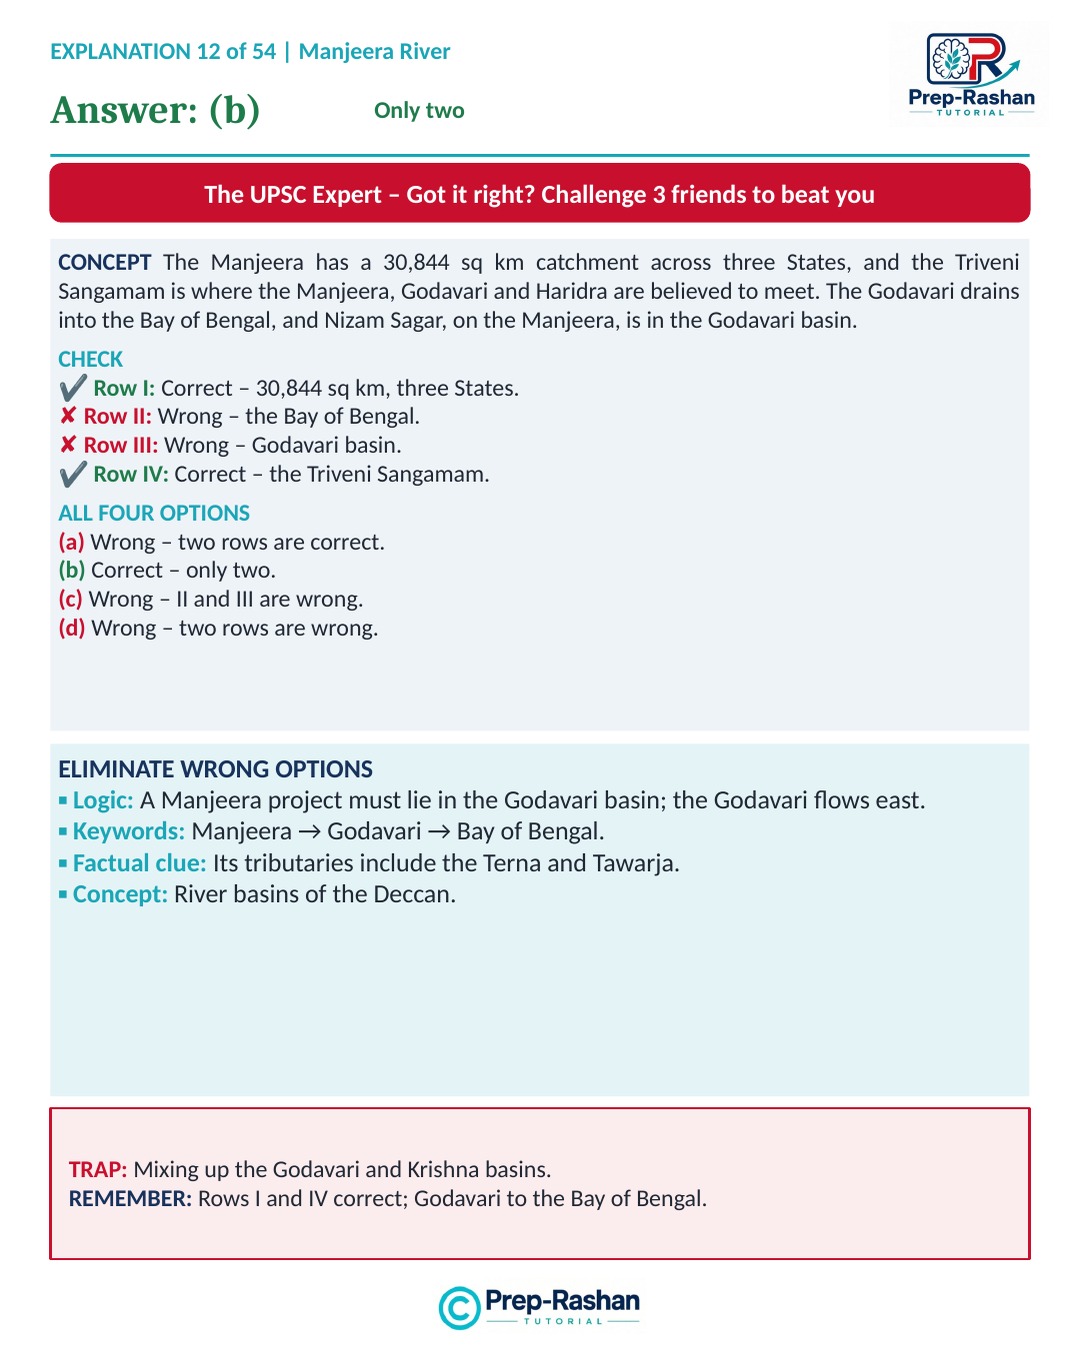 EXPLANATION 12 of 54 | Manjeera River
Prep-Rashan
TUTORIAL
Answer: (b) Only two
The UPSC Expert – Got it right? Challenge 3 friends to beat you
CONCEPT The Manjeera has a 30,844 sq km catchment across three States, and the Triveni
Sangamam is where the Manjeera, Godavari and Haridra are believed to meet. The Godavari drains
into the Bay of Bengal, and Nizam Sagar, on the Manjeera, is in the Godavari basin.
CHECK
✔ Row I: Correct – 30,844 sq km, three States.
✘ Row II: Wrong – the Bay of Bengal.
✘ Row III: Wrong – Godavari basin.
✔ Row IV: Correct – the Triveni Sangamam.
ALL FOUR OPTIONS
(a) Wrong – two rows are correct.
(b) Correct – only two.
(c) Wrong – II and III are wrong.
(d) Wrong – two rows are wrong.
ELIMINATE WRONG OPTIONS
▪ Logic: A Manjeera project must lie in the Godavari basin; the Godavari flows east.
▪ Keywords: Manjeera → Godavari → Bay of Bengal.
▪ Factual clue: Its tributaries include the Terna and Tawarja.
▪ Concept: River basins of the Deccan.
TRAP: Mixing up the Godavari and Krishna basins.
REMEMBER: Rows I and IV correct; Godavari to the Bay of Bengal.
© Prep-Rashan
TUTORIAL